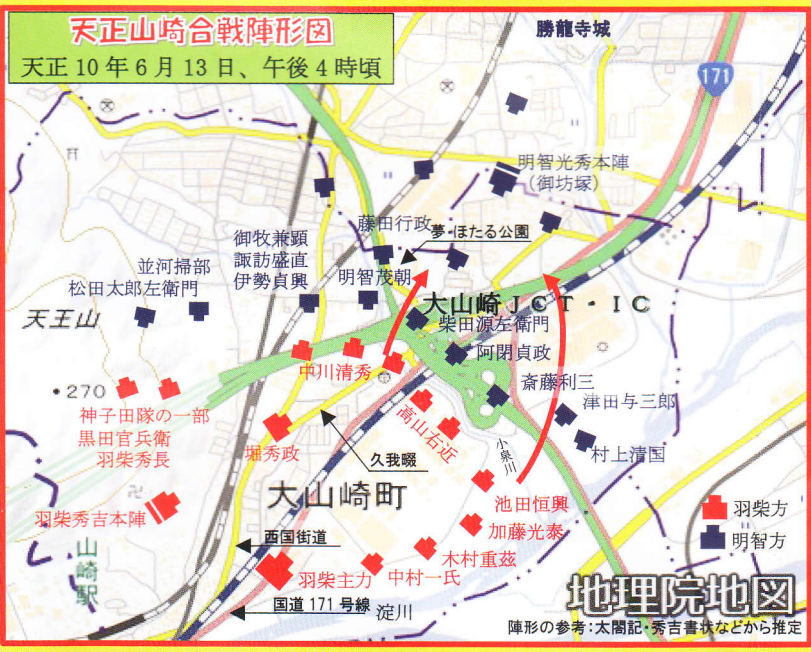 天正山崎合戦陣形図
天正10年6月13日、午後4時頃
勝龍寺城
171
明智光秀本陣
(御坊塚)
藤田行政
夢・ほたる公園
御牧兼顕
諏訪盛直
伊勢貞興
並河掃部
松田太郎左衛門
明智茂朝
天王山
大山崎JCT・IC
柴田源左衛門
阿閉貞政
中川清秀
斎藤利三
・270
神子田隊の一部
黒田官兵衛
羽柴秀長
高山右近
津田与三郎
堀秀政
久我畷
小泉川
村上清国
大山崎町
池田恒興
羽柴秀吉本陣
加藤光泰
羽柴方
西国街道
木村重茲
明智方
山崎駅
羽柴主力
中村一氏
国道171号線
淀川
地理院地図
陣形の参考:太閤記・秀吉書状などから推定